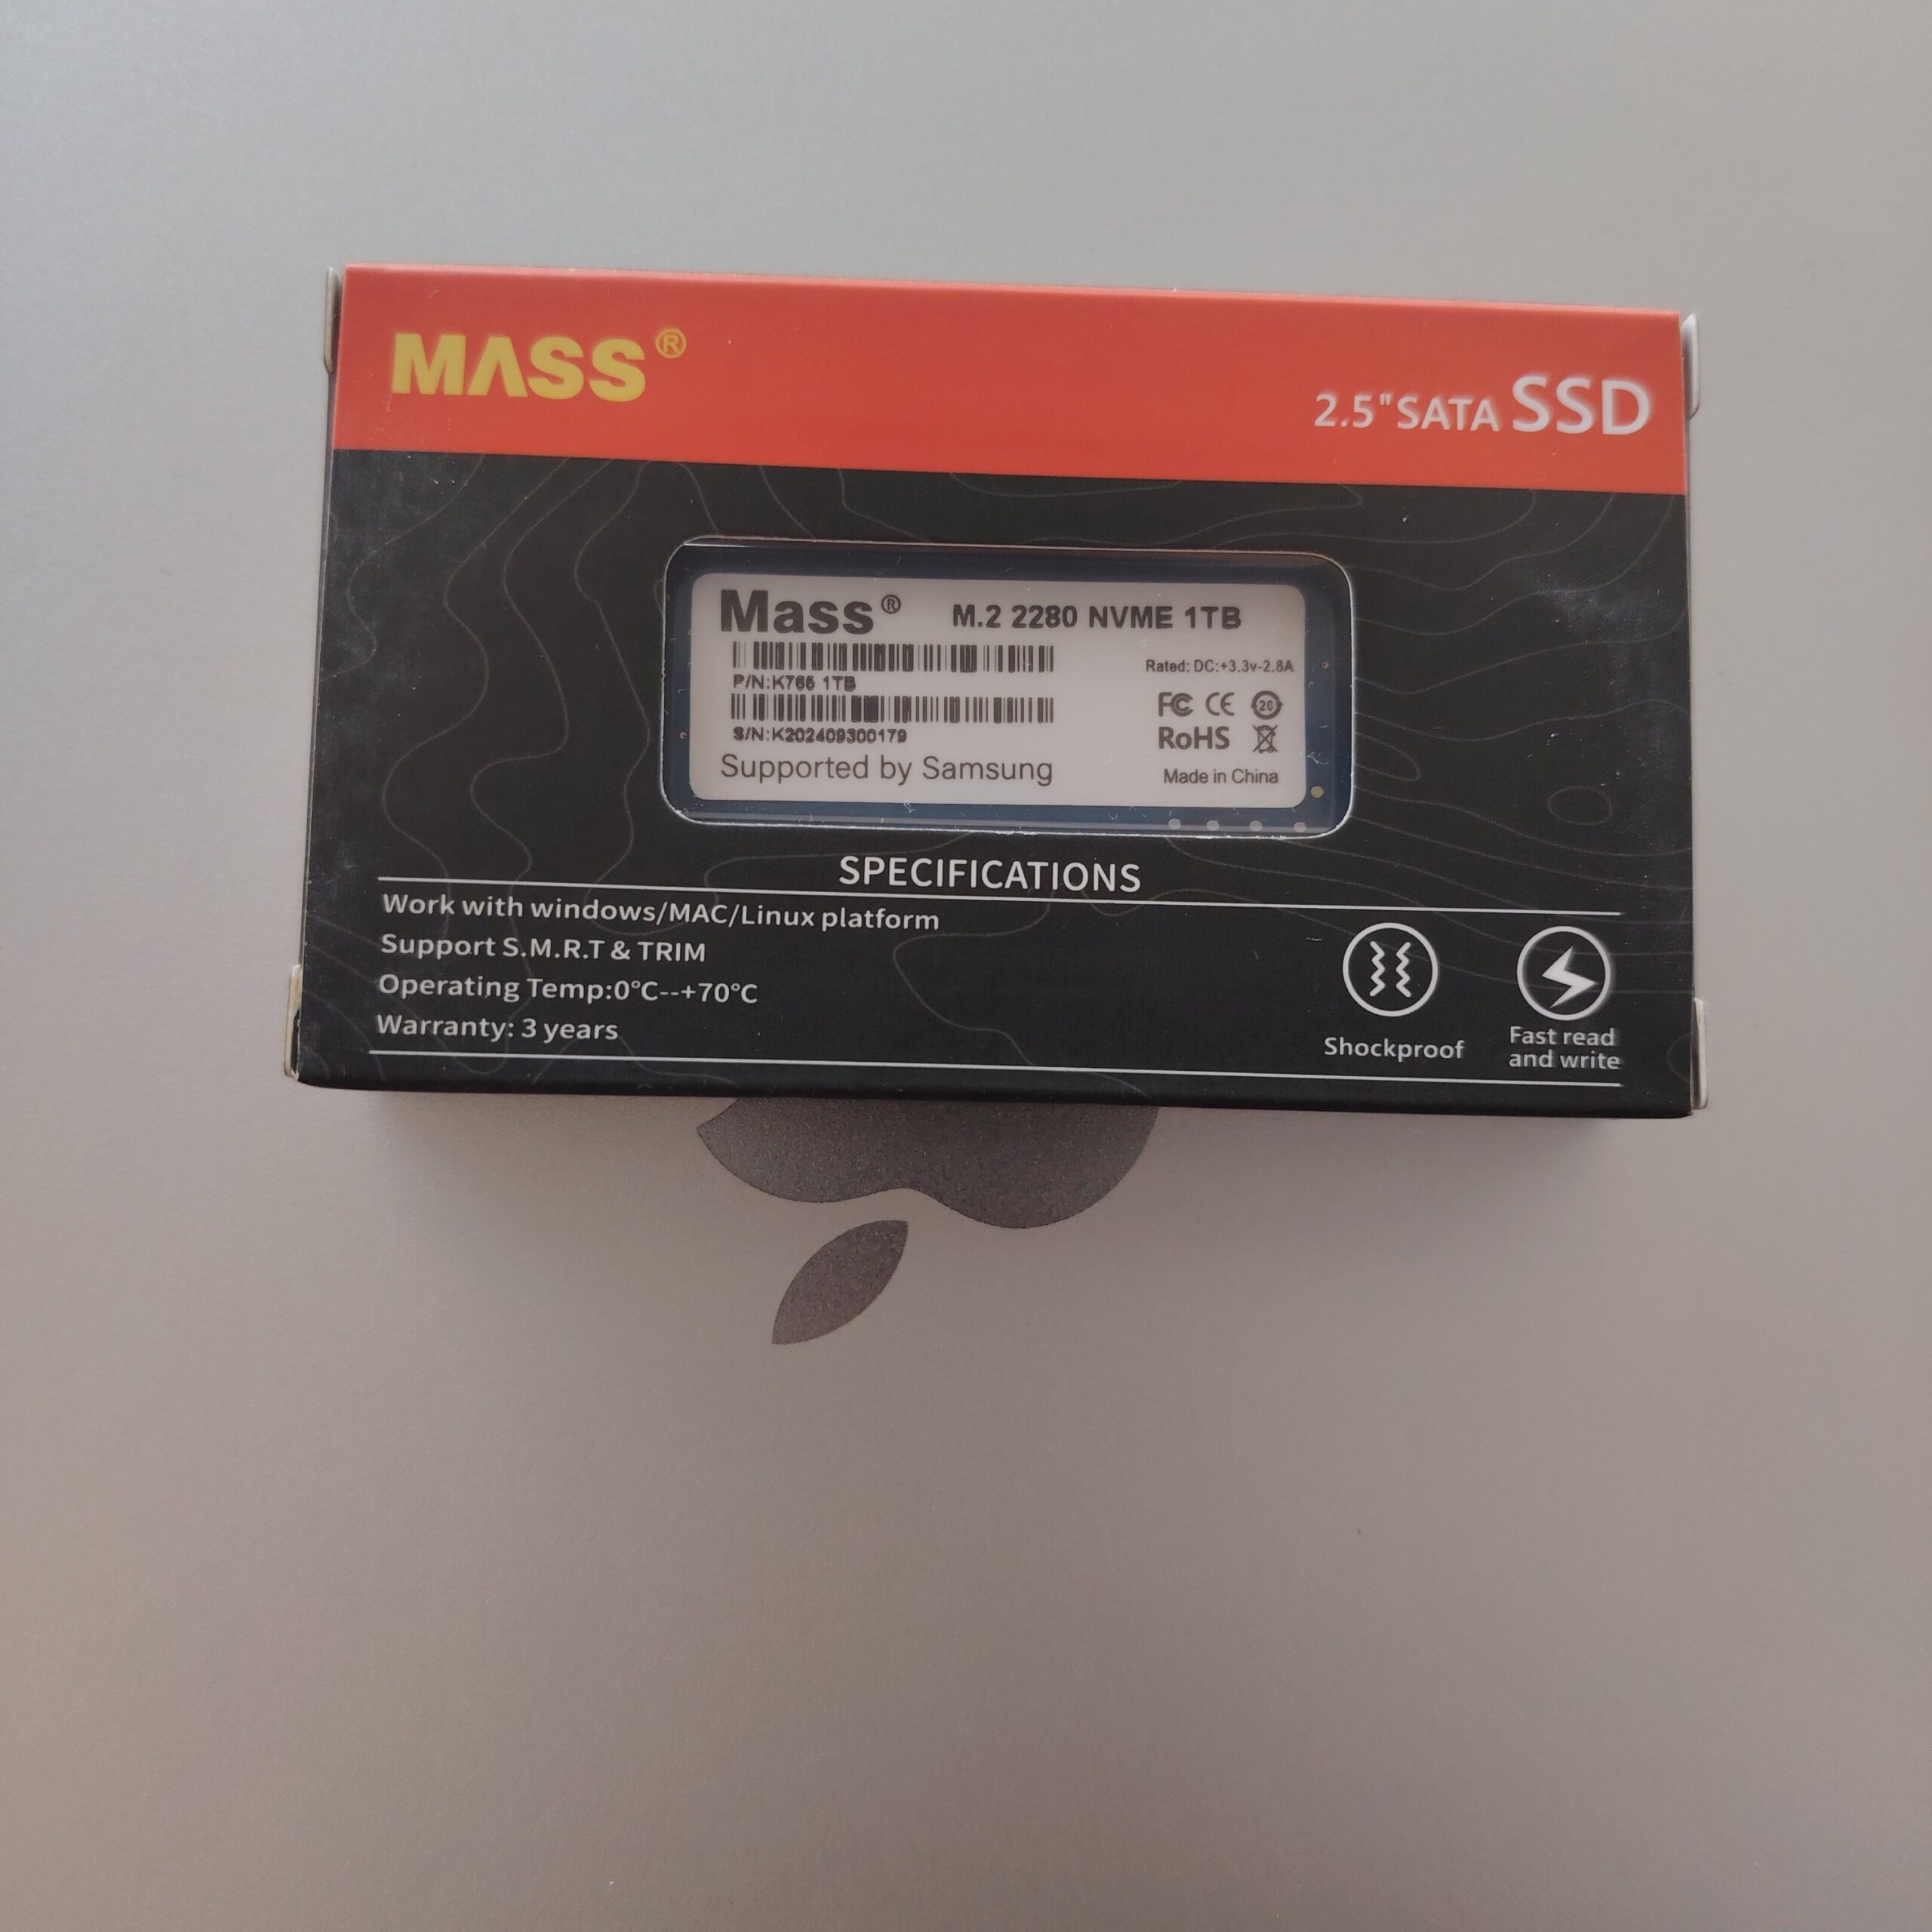 MASS®
2.5"SATA SSD
Mass® M.2 2280 NVME 1TB
Rated: DC:+3.3v-2.8A
P/N:K766 1TB
FC CE 20
S/N:K202409300179
RoHS
Supported by Samsung
Made in China
SPECIFICATIONS
Work with windows/MAC/Linux platform
Support S.M.R.T & TRIM
Operating Temp:0°C--+70°C
Warranty: 3 years
Shockproof
Fast read
and write